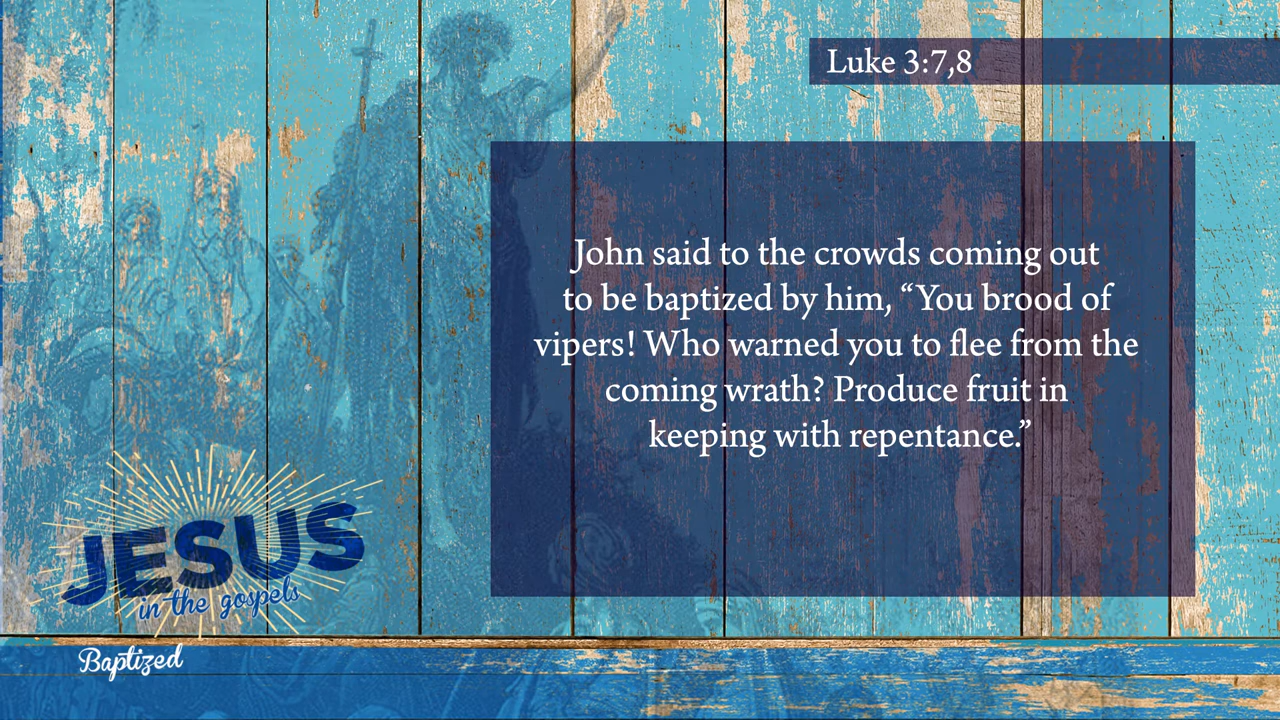 Luke 3:7,8
John said to the crowds coming out
to be baptized by him, “You brood of
vipers! Who warned you to flee from the
coming wrath? Produce fruit in
keeping with repentance.”
JESUS
in the gospels
Baptized